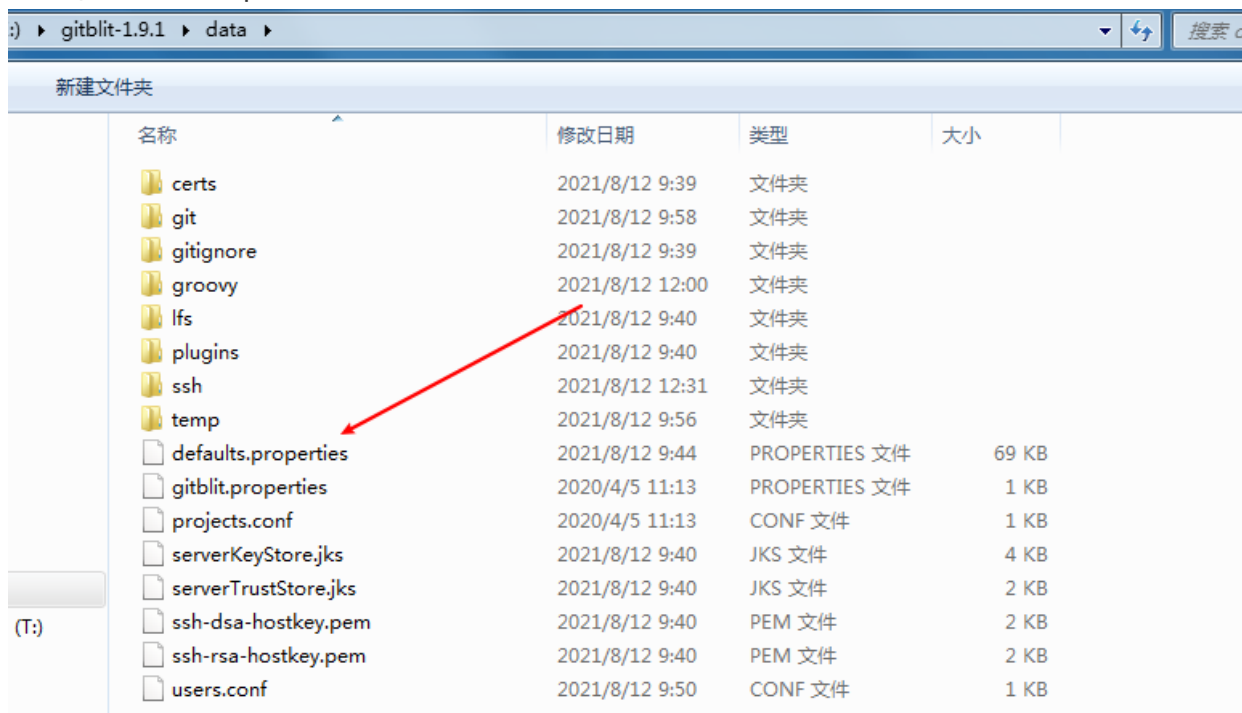 :) ▸ gitblit-1.9.1 ▸ data ▸ 搜索
新建文件夹
名称 修改日期 类型 大小
certs 2021/8/12 9:39 文件夹
git 2021/8/12 9:58 文件夹
gitignore 2021/8/12 9:39 文件夹
groovy 2021/8/12 12:00 文件夹
lfs 2021/8/12 9:40 文件夹
plugins 2021/8/12 9:40 文件夹
ssh 2021/8/12 12:31 文件夹
temp 2021/8/12 9:56 文件夹
defaults.properties 2021/8/12 9:44 PROPERTIES 文件 69 KB
gitblit.properties 2020/4/5 11:13 PROPERTIES 文件 1 KB
projects.conf 2020/4/5 11:13 CONF 文件 1 KB
serverKeyStore.jks 2021/8/12 9:40 JKS 文件 4 KB
serverTrustStore.jks 2021/8/12 9:40 JKS 文件 2 KB
(T:) ssh-dsa-hostkey.pem 2021/8/12 9:40 PEM 文件 2 KB
ssh-rsa-hostkey.pem 2021/8/12 9:40 PEM 文件 2 KB
users.conf 2021/8/12 9:50 CONF 文件 1 KB